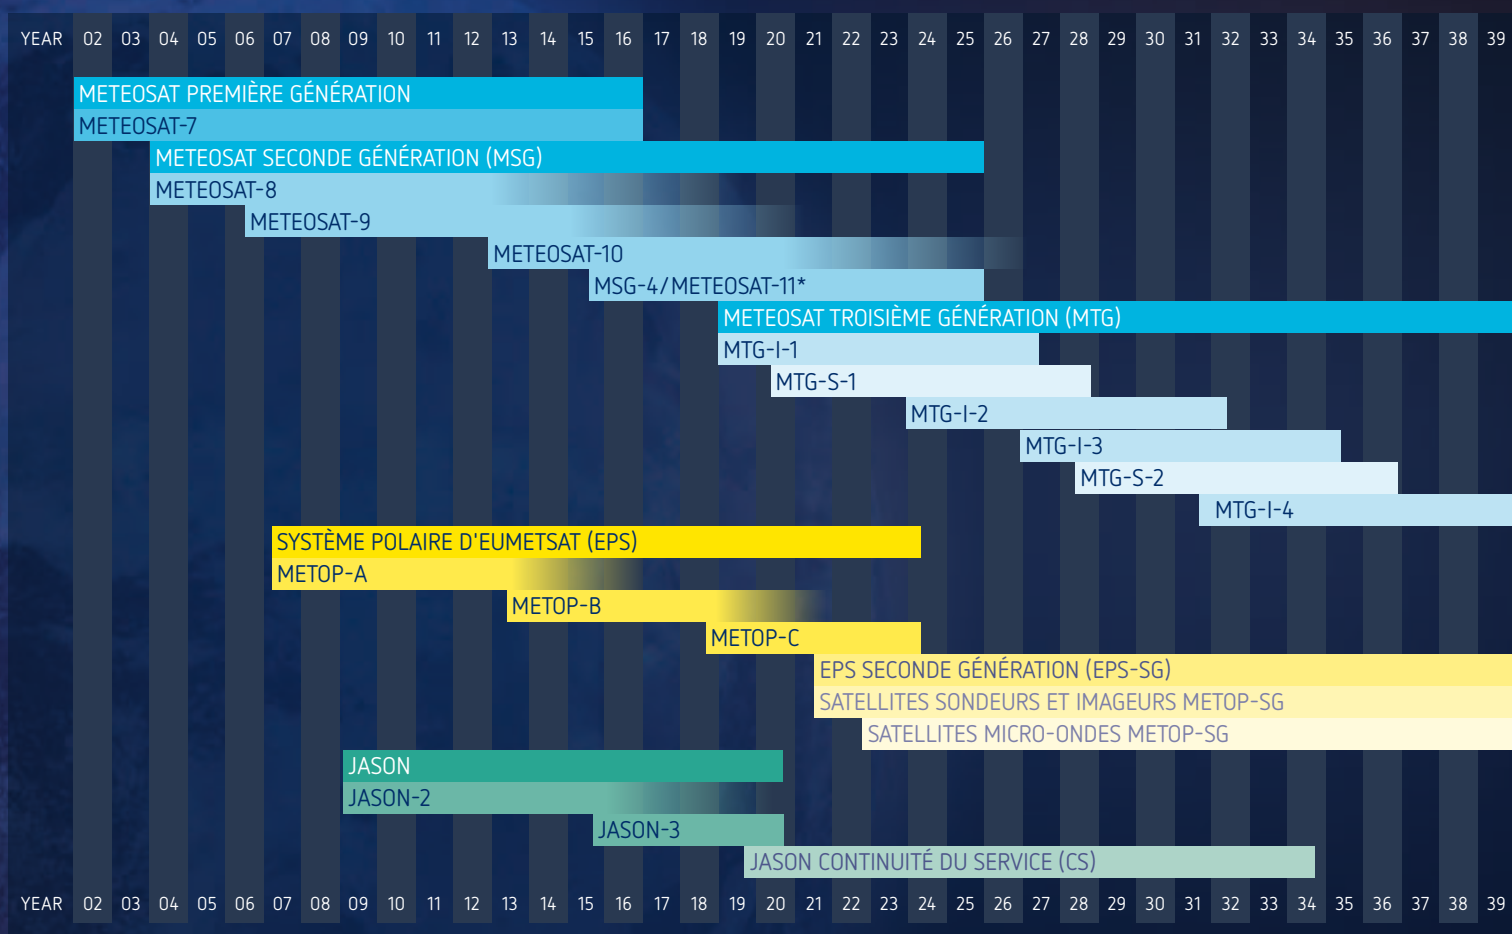 YEAR 02 03 04 05 06 07 08 09 10 11 12 13 14 15 16 17 18 19 20 21 22 23 24 25 26 27 28 29 30 31 32 33 34 35 36 37 38 39
METEOSAT PREMIÈRE GÉNÉRATION
METEOSAT-7
METEOSAT SECONDE GÉNÉRATION (MSG)
METEOSAT-8
METEOSAT-9
METEOSAT-10
MSG-4/METEOSAT-11*
METEOSAT TROISIÈME GÉNÉRATION (MTG)
MTG-I-1
MTG-S-1
MTG-I-2
MTG-I-3
MTG-S-2
MTG-I-4
SYSTÈME POLAIRE D'EUMETSAT (EPS)
METOP-A
METOP-B
METOP-C
EPS SECONDE GÉNÉRATION (EPS-SG)
SATELLITES SONDEURS ET IMAGEURS METOP-SG
SATELLITES MICRO-ONDES METOP-SG
JASON
JASON-2
JASON-3
JASON CONTINUITÉ DU SERVICE (CS)
YEAR 02 03 04 05 06 07 08 09 10 11 12 13 14 15 16 17 18 19 20 21 22 23 24 25 26 27 28 29 30 31 32 33 34 35 36 37 38 39